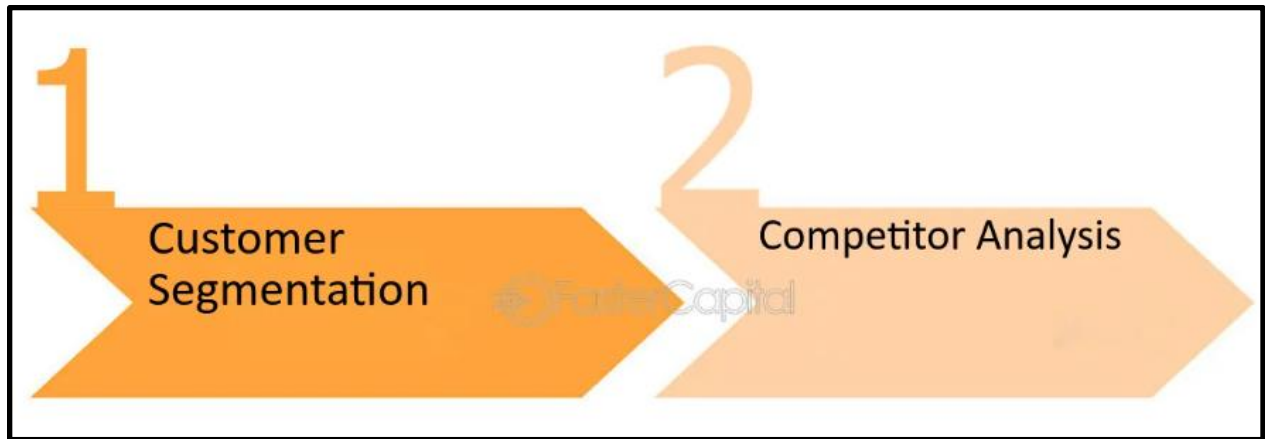 1
Customer
Segmentation
2
Competitor Analysis
FasterCapital